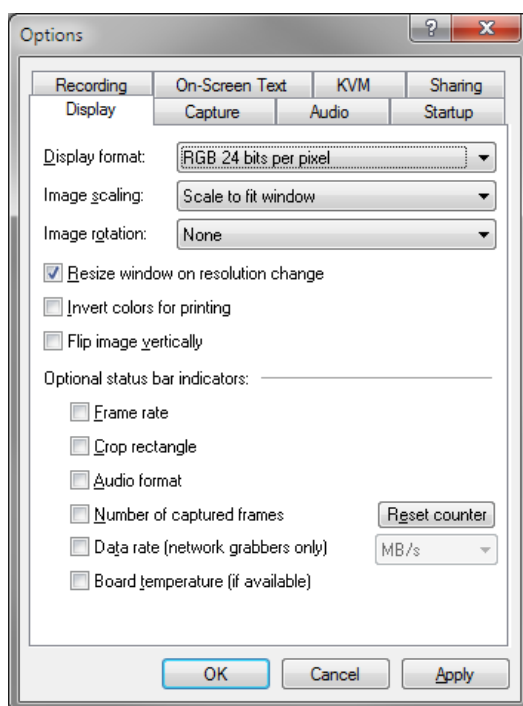 Options
Recording On-Screen Text KVM Sharing
Display Capture Audio Startup
Display format: RGB 24 bits per pixel
Image scaling: Scale to fit window
Image rotation: None
Resize window on resolution change
Invert colors for printing
Flip image vertically
Optional status bar indicators:
Frame rate
Crop rectangle
Audio format
Number of captured frames Reset counter
Data rate (network grabbers only) MB/s
Board temperature (if available)
OK Cancel Apply